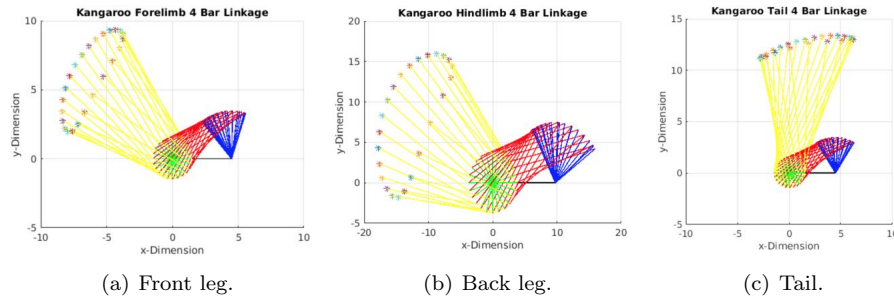 Kangaroo Forelimb 4 Bar Linkage
10
5
0
-5
-10
-5
0
5
10
y-Dimension
x-Dimension
(a) Front leg.
Kangaroo Hindlimb 4 Bar Linkage
20
15
10
5
0
-5
-20
-10
0
10
20
y-Dimension
x-Dimension
(b) Back leg.
Kangaroo Tail 4 Bar Linkage
15
10
5
0
-5
-10
-5
0
5
10
y-Dimension
x-Dimension
(c) Tail.